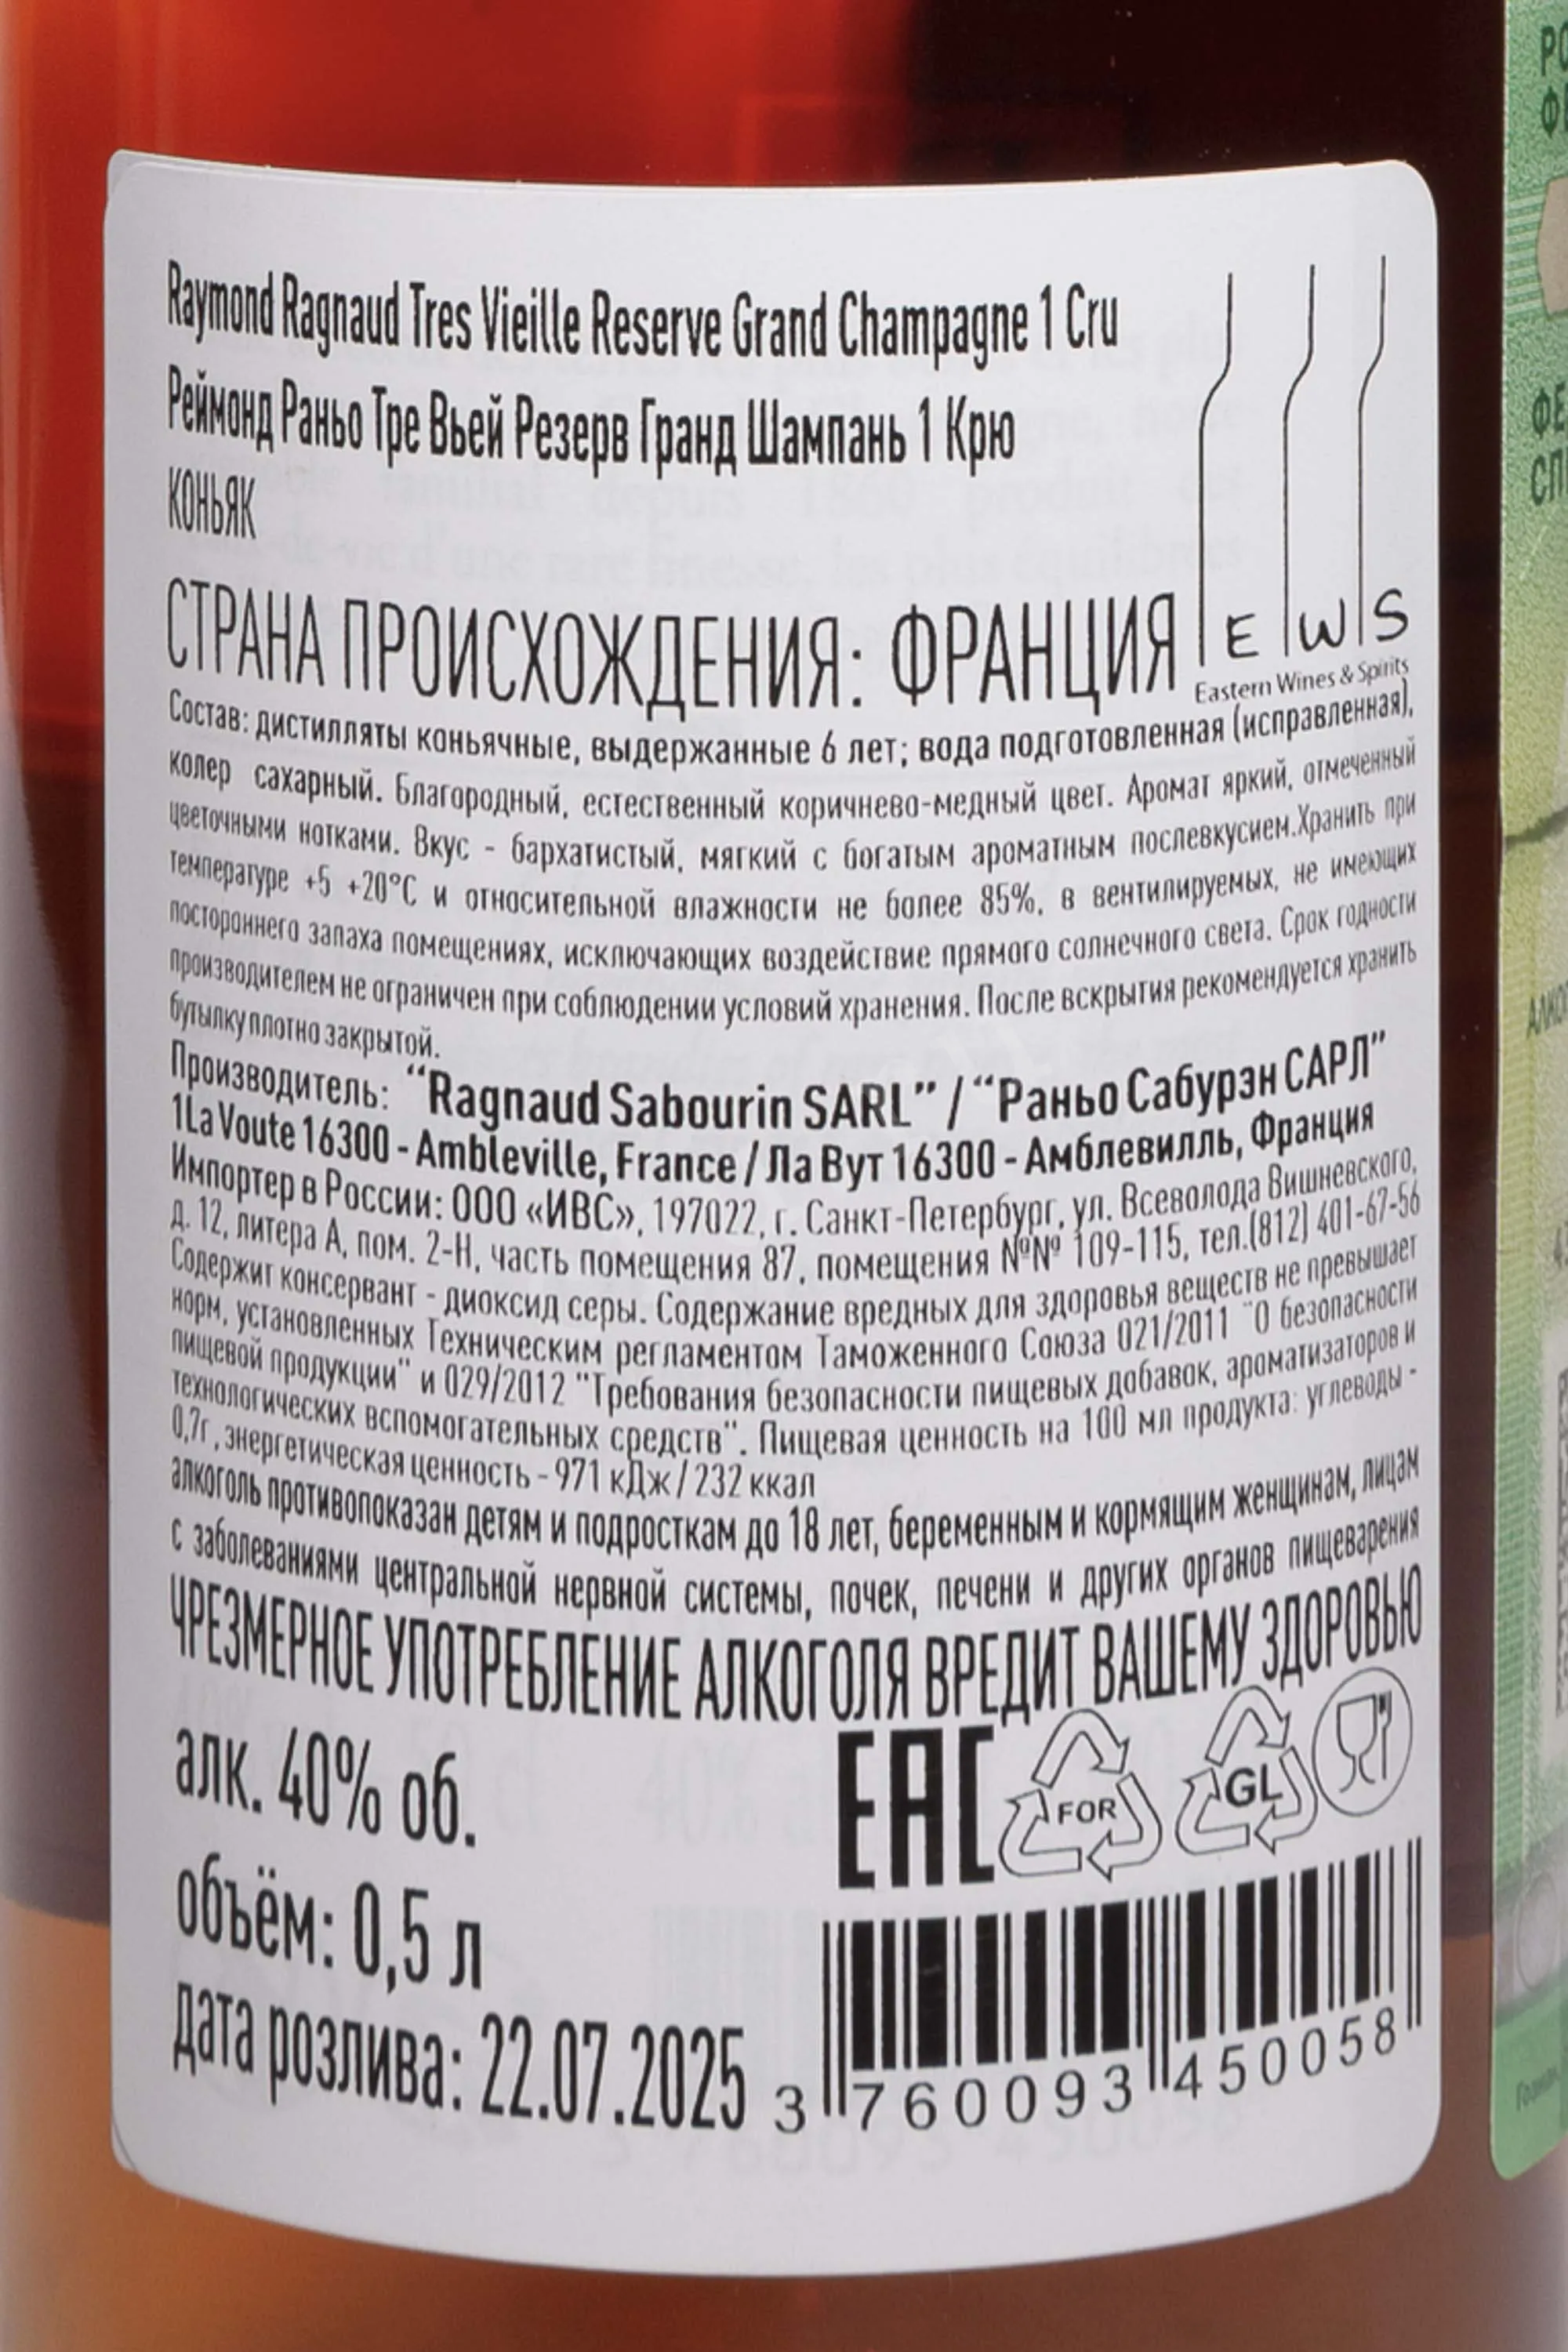 Raymond Ragnaud Tres Vieille Reserve Grand Champagne 1 Cru
Реймонд Раньо Тре Вьей Резерв Гранд Шампань 1 Крю
КОНЬЯК
СТРАНА ПРОИСХОЖДЕНИЯ: ФРАНЦИЯ
E W S
Eastern Wines & Spirits
Состав: дистилляты коньячные, выдержанные 6 лет; вода подготовленная (исправленная),
колер сахарный. Благородный, естественный коричнево-медный цвет. Аромат яркий, отмеченный
цветочными нотками. Вкус - бархатистый, мягкий с богатым ароматным послевкусием.Хранить при
температуре +5 +20°C и относительной влажности не более 85%, в вентилируемых, не имеющих
постороннего запаха помещениях, исключающих воздействие прямого солнечного света. Срок годности
производителем не ограничен при соблюдении условий хранения. После вскрытия рекомендуется хранить
бутылку плотно закрытой.
Производитель: "Ragnaud Sabourin SARL" / "Раньо Сабурэн САРЛ"
1La Voute 16300 - Ambleville, France / Ла Вут 16300 - Амблевилль, Франция
Импортер в России: ООО «ИВС», 197022, г. Санкт-Петербург, ул. Всеволода Вишневского,
д. 12, литера А, пом. 2-Н, часть помещения 87, помещения №№ 109-115, тел.(812) 401-67-56
Содержит консервант - диоксид серы. Содержание вредных для здоровья веществ не превышает
норм, установленных Техническим регламентом Таможенного Союза 021/2011 "О безопасности
пищевой продукции" и 029/2012 "Требования безопасности пищевых добавок, ароматизаторов и
технологических вспомогательных средств". Пищевая ценность на 100 мл продукта: углеводы -
0,7г, энергетическая ценность - 971 кДж / 232 ккал
алкоголь противопоказан детям и подросткам до 18 лет, беременным и кормящим женщинам, лицам
с заболеваниями центральной нервной системы, почек, печени и других органов пищеварения
ЧРЕЗМЕРНОЕ УПОТРЕБЛЕНИЕ АЛКОГОЛЯ ВРЕДИТ ВАШЕМУ ЗДОРОВЬЮ
алк. 40% об.
EAC
FOR
GL
объём: 0,5 л
дата розлива: 22.07.2025
3 760093 450058